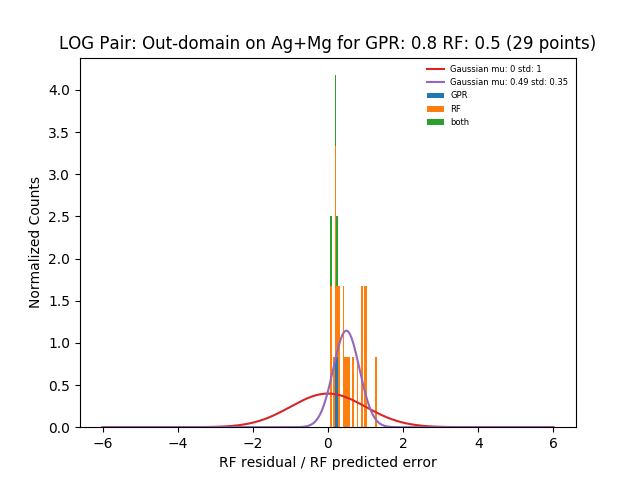 LOG Pair: Out-domain on Ag+Mg for GPR: 0.8 RF: 0.5 (29 points)
Gaussian mu: 0 std: 1
Gaussian mu: 0.49 std: 0.35
GPR
RF
both
4.0
3.5
3.0
2.5
2.0
1.5
1.0
0.5
0.0
Normalized Counts
−6
−4
−2
0
2
4
6
RF residual / RF predicted error